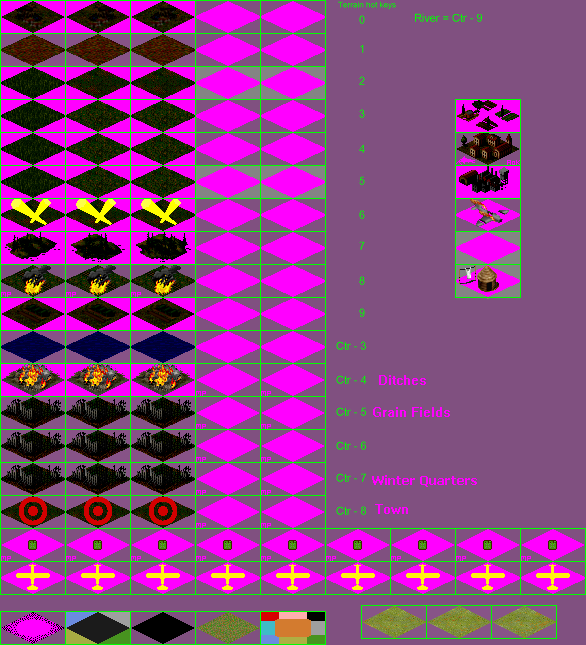 Terrain hot keys
0 River = Ctr - 9
1
2
3
4
5
6
7
8
9
Ctr - 3
Ctr - 4 Ditches
Ctr - 5 Grain Fields
Ctr - 6
Ctr - 7 Winter Quarters
Ctr - 8 Town